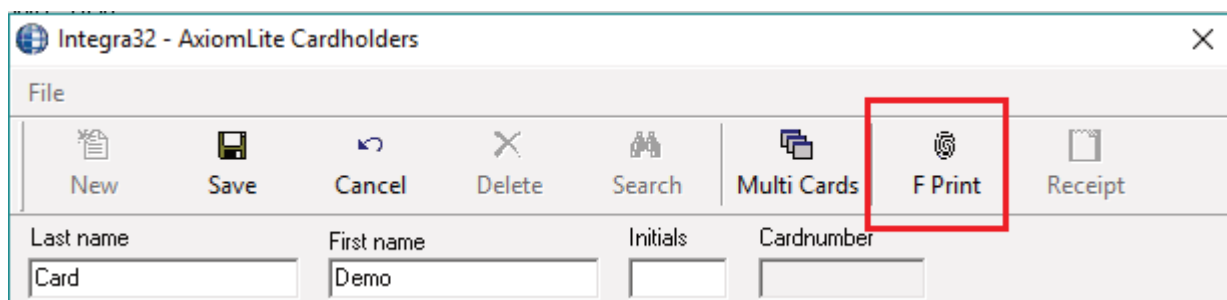 Integra32 - AxiomLite Cardholders
File
New Save Cancel Delete Search Multi Cards F Print Receipt
Last name First name Initials Cardnumber
Card Demo